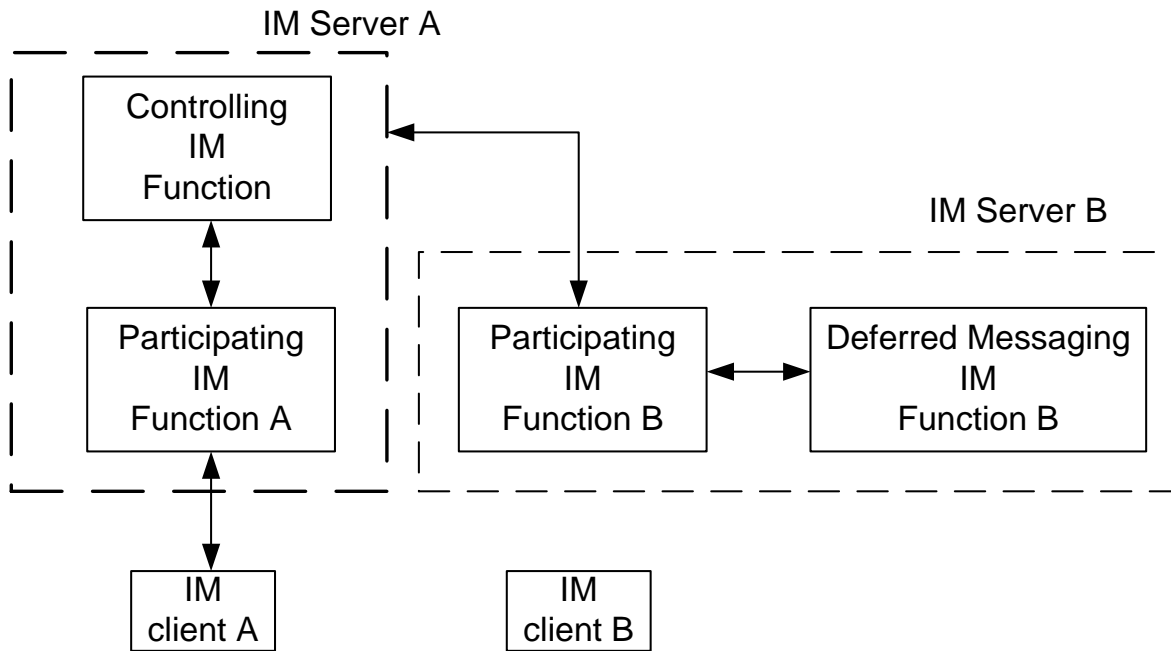 IM Server A
Controlling
IM
Function
IM Server B
Participating
IM
Function A
Participating
IM
Function B
Deferred Messaging
IM
Function B
IM
client A
IM
client B